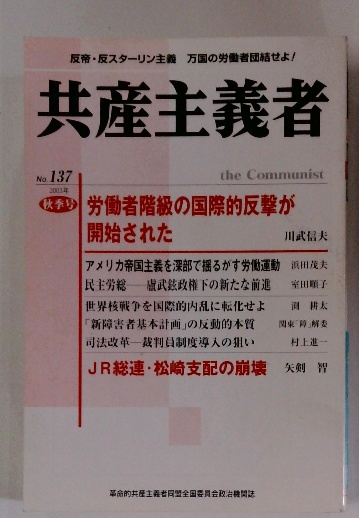 反帝・反スターリン主義 万国の労働者団結せよ!
共産主義者
the Communist
No.137
2003年
秋季号
労働者階級の国際的反撃が
開始された 川武信夫
アメリカ帝国主義を深部で揺るがす労働運動 浜田茂夫
民主労総——盧武鉉政権下の新たな前進 室田順子
世界核戦争を国際的内乱に転化せよ 渕 耕太
「新障害者基本計画」の反動的本質 関東「障」解委
司法改革—裁判員制度導入の狙い 村上進一
JR総連・松崎支配の崩壊 矢剣 智
革命的共産主義者同盟全国委員会政治機関誌